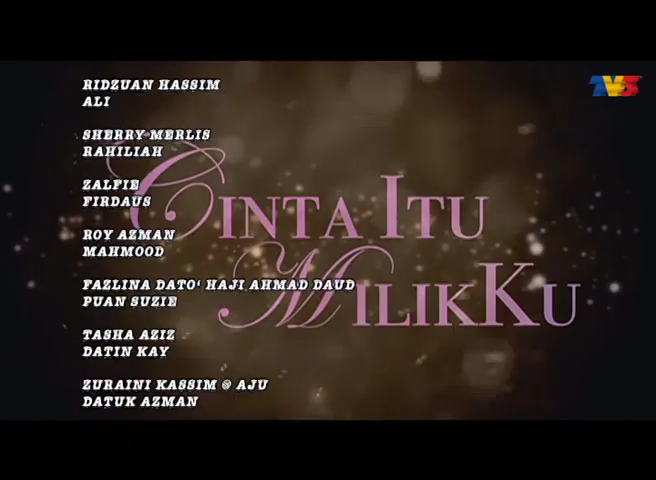 RIDZUAN HASSIM
ALI
SHERRY MERLIS
RAHILIAH
ZALFIE
FIRDAUS
ROY AZMAN
MAHMOOD
FAZLINA DATO' HAJI AHMAD DAUD
PUAN SUZIE
TASHA AZIZ
DATIN KAY
ZURAINI KASSIM @ AJU
DATUK AZMAN
CINTA ITU
MILIKKU
TV3